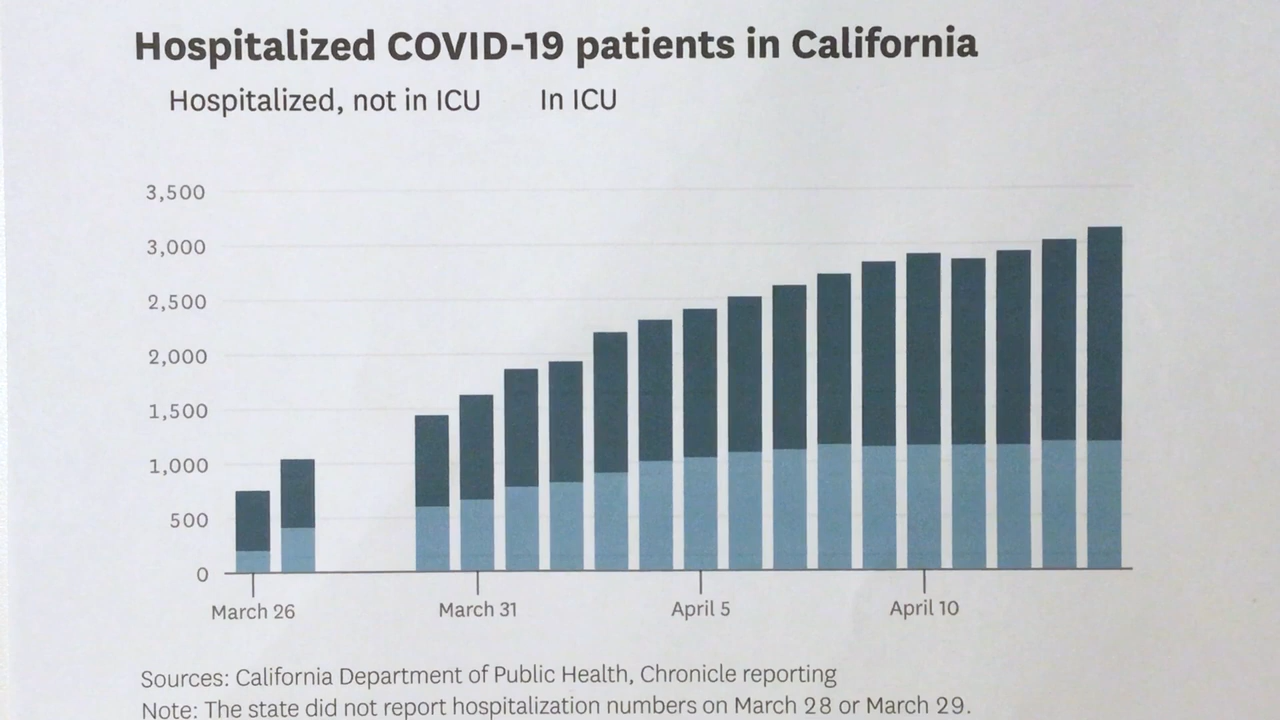 Hospitalized COVID-19 patients in California
Hospitalized, not in ICU In ICU
3,500
3,000
2,500
2,000
1,500
1,000
500
0
March 26 March 31 April 5 April 10
Sources: California Department of Public Health, Chronicle reporting
Note: The state did not report hospitalization numbers on March 28 or March 29.